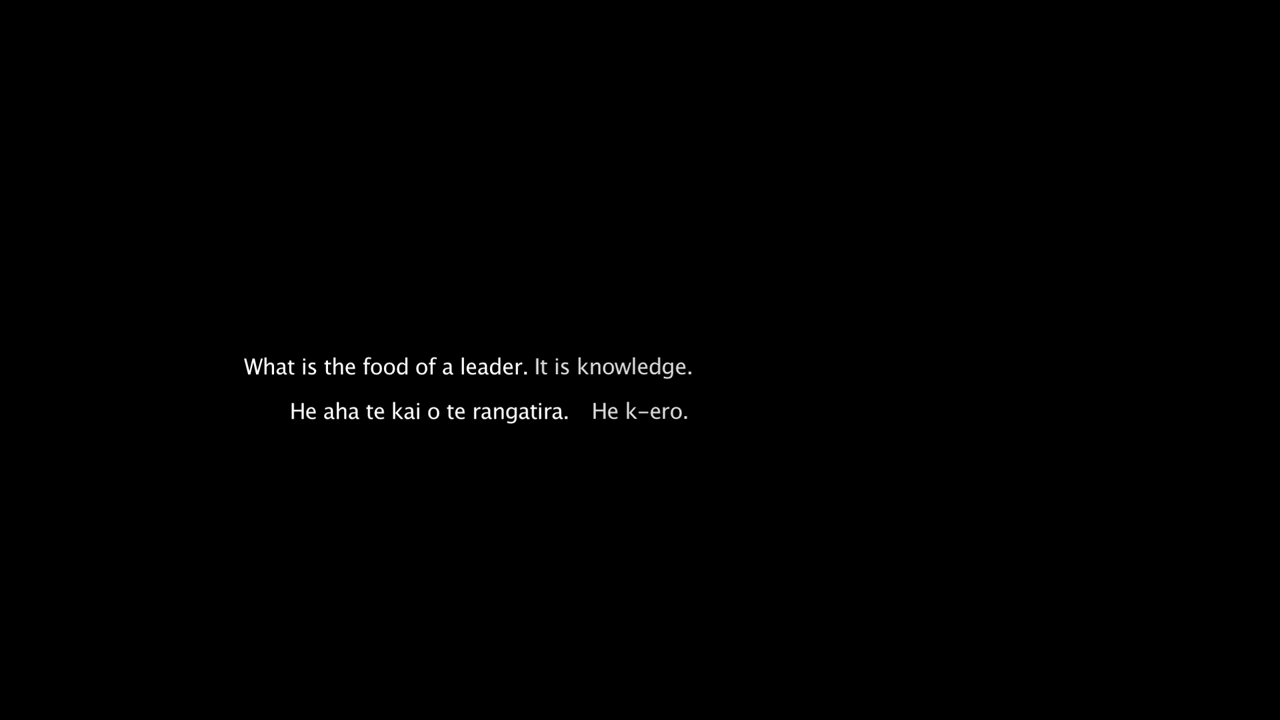 What is the food of a leader. It is knowledge.
He aha te kai o te rangatira. He k-ero.